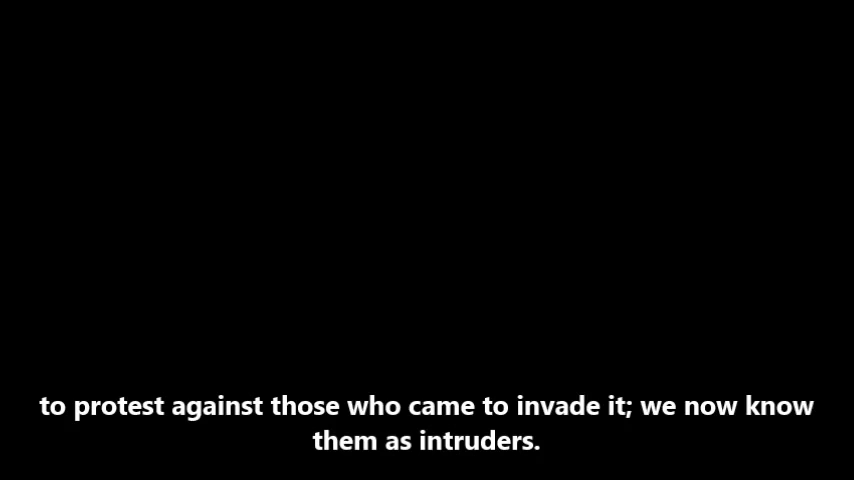 to protest against those who came to invade it; we now know
them as intruders.